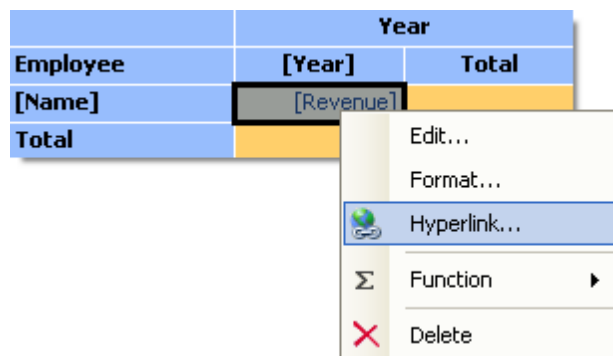 Year
Employee [Year] Total
[Name] [Revenue]
Total
Edit...
Format...
Hyperlink...
Σ Function
Delete